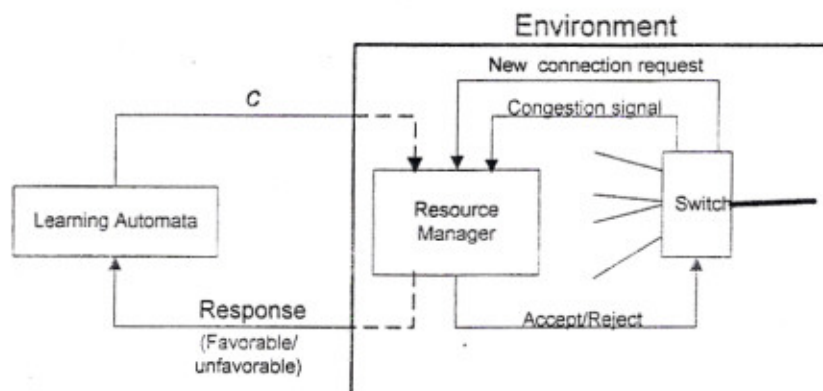 Environment
New connection request
C
Congestion signal
Learning Automata
Resource
Manager
Switch
Response
(Favorable/
unfavorable)
Accept/Reject